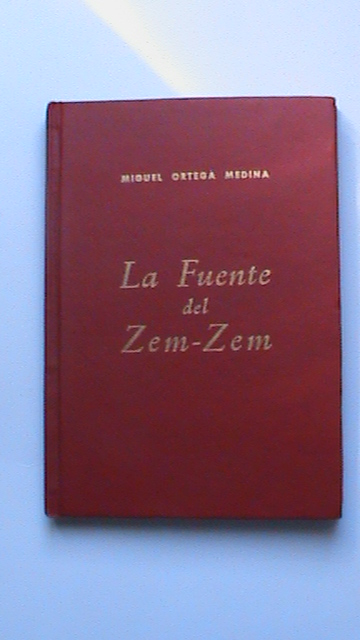 MIGUEL ORTEGA MEDINA
La Fuente
del
Zem-Zem